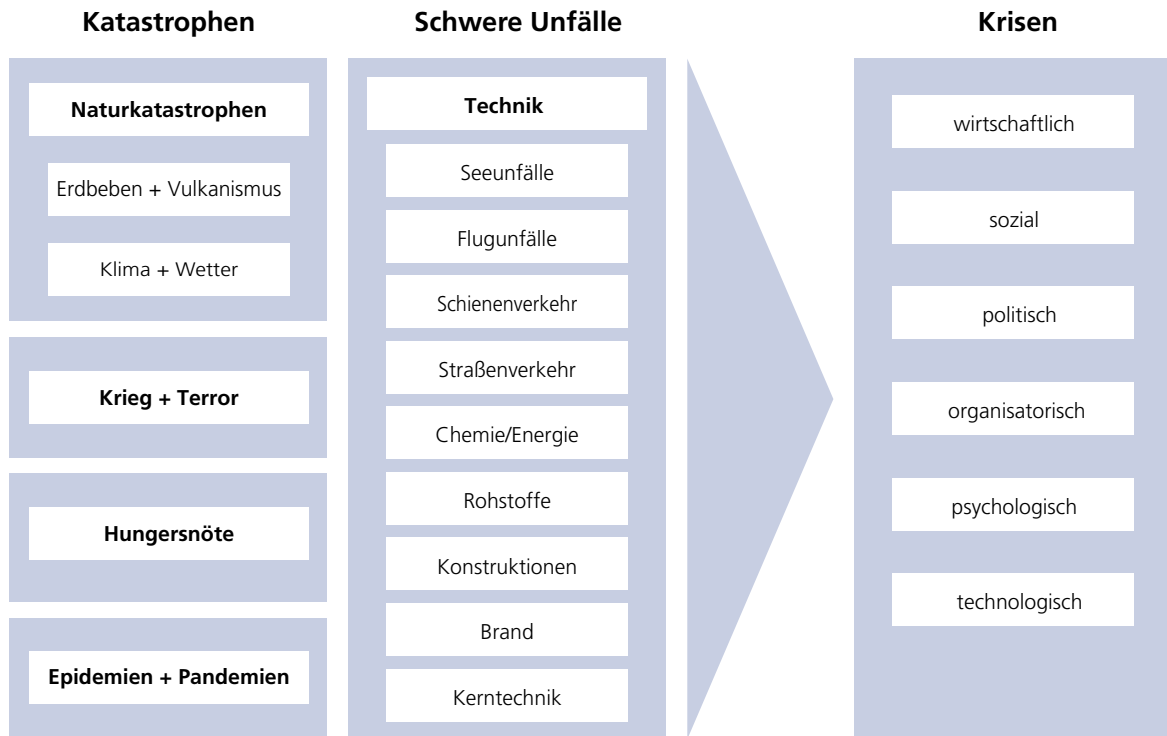 Katastrophen
Naturkatastrophen
Erdbeben + Vulkanismus
Klima + Wetter
Krieg + Terror
Hungersnöte
Epidemien + Pandemien
Schwere Unfälle
Technik
Seeunfälle
Flugunfälle
Schienenverkehr
Straßenverkehr
Chemie/Energie
Rohstoffe
Konstruktionen
Brand
Kerntechnik
Krisen
wirtschaftlich
sozial
politisch
organisatorisch
psychologisch
technologisch